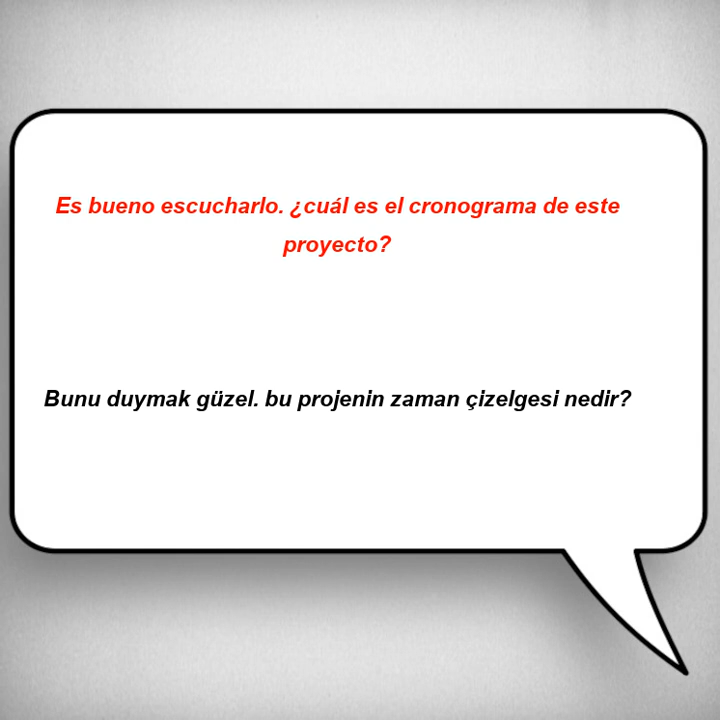 Es bueno escucharlo. ¿cuál es el cronograma de este
proyecto?
Bunu duymak güzel. bu projenin zaman çizelgesi nedir?